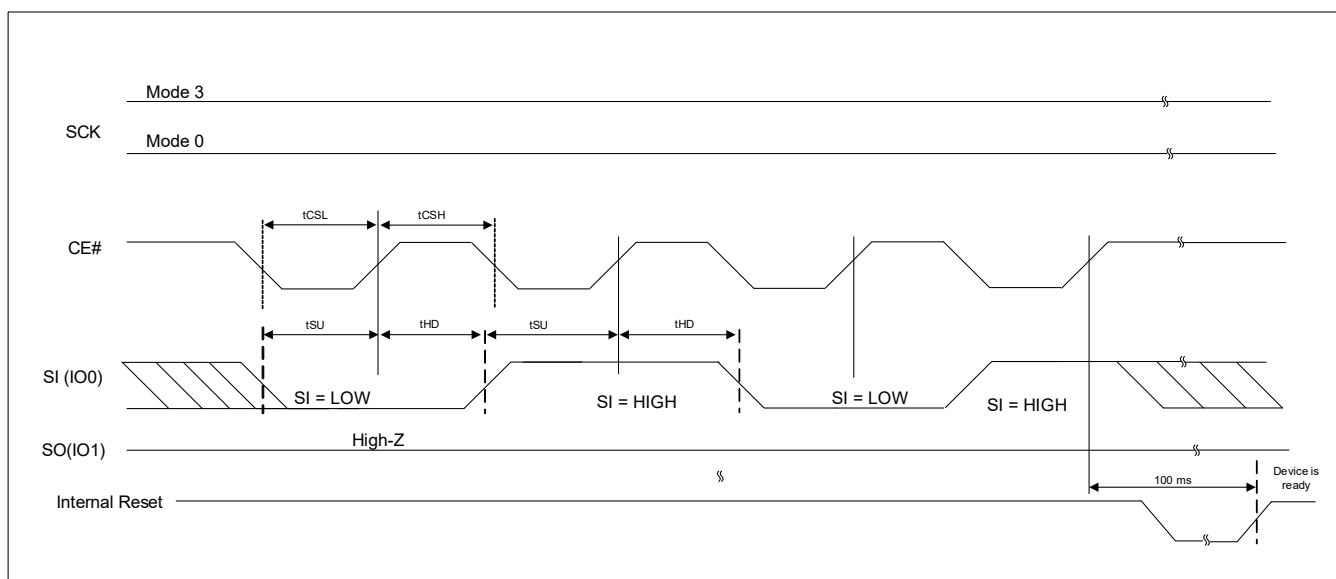 Mode 3
SCK
Mode 0
tCSL tCSH
CE#
tSU tHD tSU tHD
SI (IO0)
SI = LOW SI = HIGH SI = LOW SI = HIGH
High-Z
SO(IO1)
100 ms
Device is
ready
Internal Reset